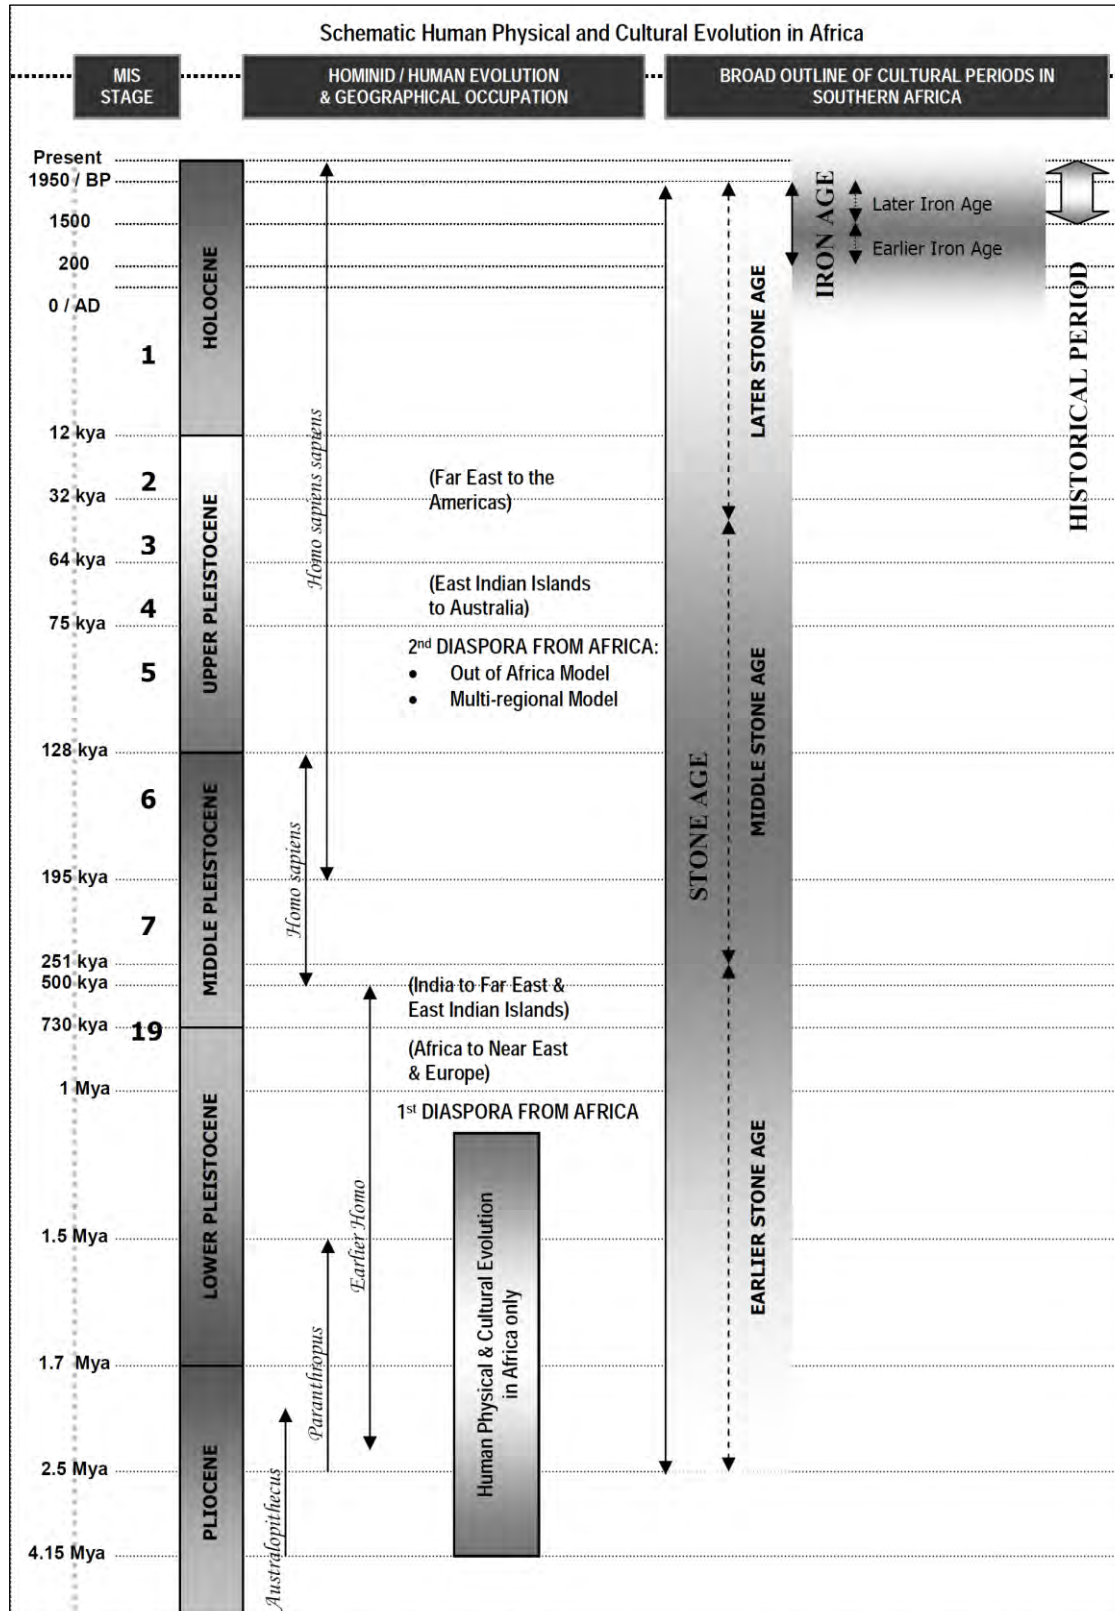 Schematic Human Physical and Cultural Evolution in Africa
MIS
STAGE
HOMINID / HUMAN EVOLUTION
& GEOGRAPHICAL OCCUPATION
BROAD OUTLINE OF CULTURAL PERIODS IN
SOUTHERN AFRICA
Present
1950 / BP
1500
200
0 / AD
12 kya
32 kya
64 kya
75 kya
128 kya
195 kya
251 kya
500 kya
730 kya
1 Mya
1.5 Mya
1.7 Mya
2.5 Mya
4.15 Mya
1
2
3
4
5
6
7
19
HOLOCENE
UPPER PLEISTOCENE
MIDDLE PLEISTOCENE
LOWER PLEISTOCENE
PLIOCENE
Homo sapiens sapiens
Homo sapiens
Earlier Homo
Paranthropus
Australopithecus
(Far East to the
Americas)
(East Indian Islands
to Australia)
2nd DIASPORA FROM AFRICA:
• Out of Africa Model
• Multi-regional Model
(India to Far East &
East Indian Islands)
(Africa to Near East
& Europe)
1st DIASPORA FROM AFRICA
Human Physical & Cultural Evolution
in Africa only
STONE AGE
LATER STONE AGE
MIDDLE STONE AGE
EARLIER STONE AGE
IRON AGE
Later Iron Age
Earlier Iron Age
HISTORICAL PERIOD